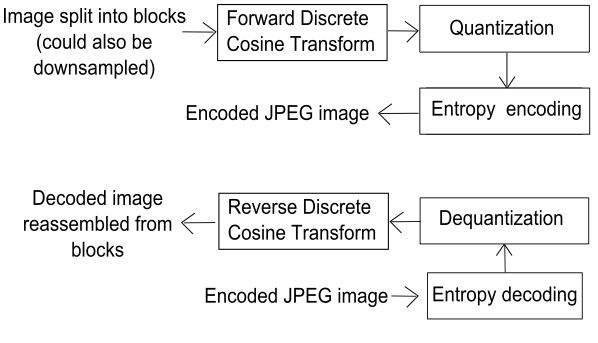 Image split into blocks
(could also be
downsampled)
Forward Discrete
Cosine Transform
Quantization
Entropy encoding
Encoded JPEG image
Decoded image
reassembled from
blocks
Reverse Discrete
Cosine Transform
Dequantization
Encoded JPEG image
Entropy decoding